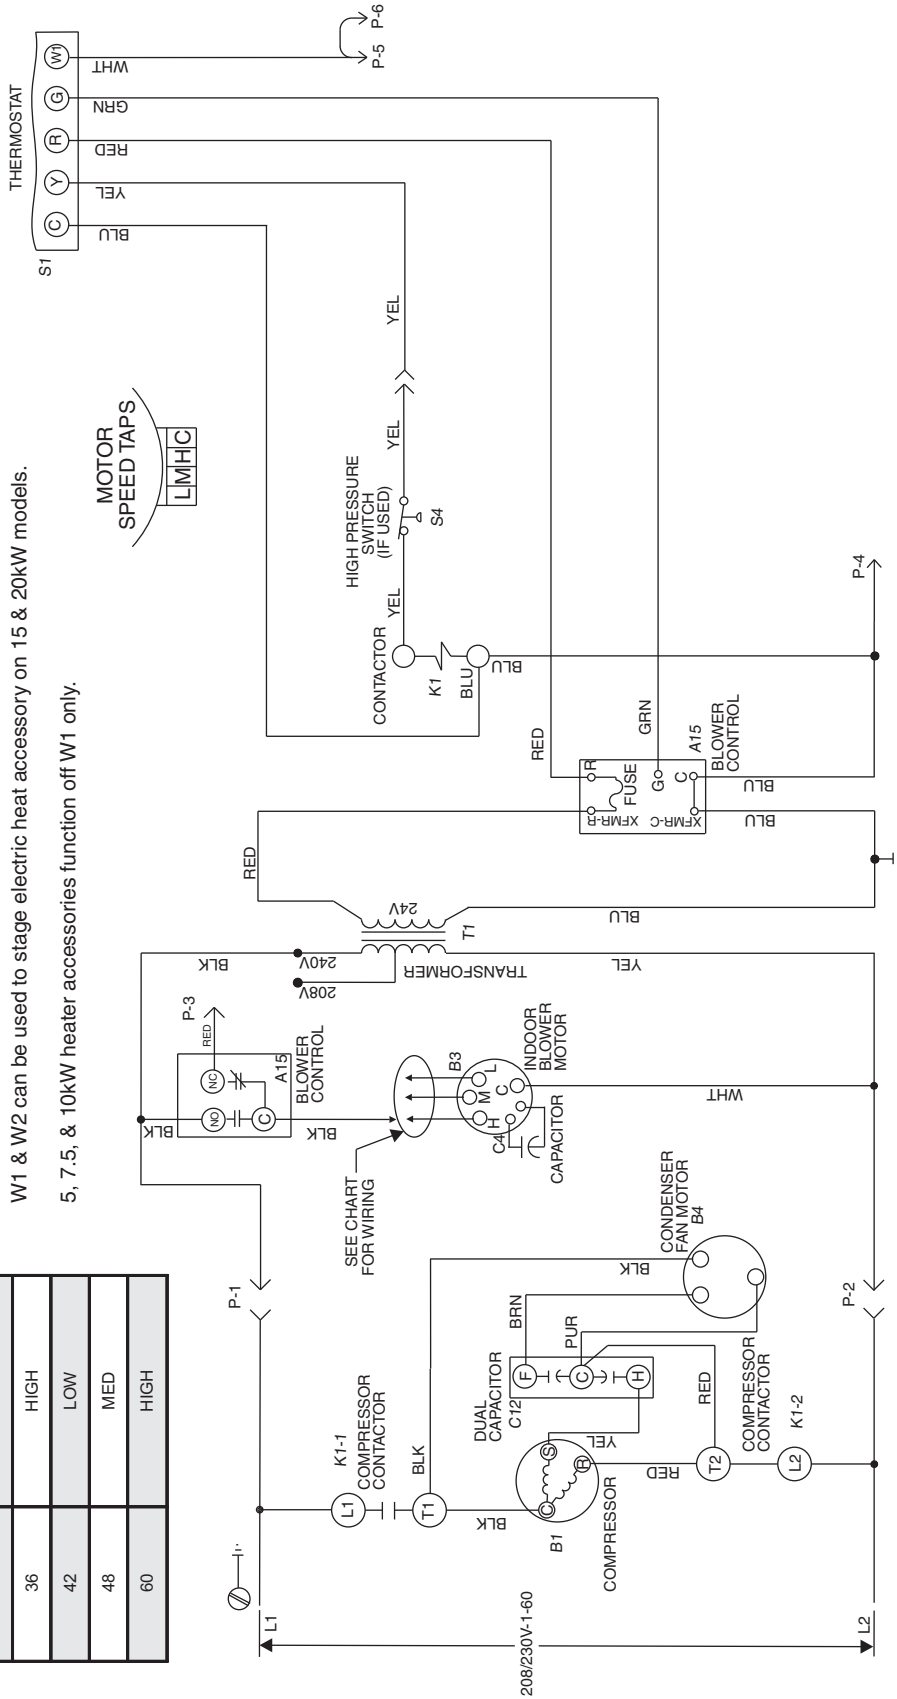 36 HIGH
42 LOW
48 MED
60 HIGH
W1 & W2 can be used to stage electric heat accessory on 15 & 20kW models.
5, 7.5, & 10kW heater accessories function off W1 only.
MOTOR
SPEED TAPS
L M H C
THERMOSTAT
S1
C Y R G W1
BLU
YEL
RED
GRN
WHT
P-5
P-6
208/230V-1-60
L1
L2
K1-1
COMPRESSOR
CONTACTOR
L1
T1
BLK
BLK
B1
COMPRESSOR
C
S
R
YEL
RED
DUAL
CAPACITOR
C12
F
C
H
BRN
PUR
RED
T2
L2
COMPRESSOR
CONTACTOR
K1-2
BLK
CONDENSER
FAN MOTOR
B4
P-1
P-2
SEE CHART
FOR WIRING
BLK
NO
NC
C
RED
P-3
A15
BLOWER
CONTROL
BLK
B3
H
M
L
C
C4
CAPACITOR
INDOOR
BLOWER
MOTOR
WHT
BLK
208V
240V
TRANSFORMER
24V
T1
YEL
RED
BLU
XFMR-R
XFMR-C
R
FUSE
G
C
A15
BLOWER
CONTROL
BLU
BLU
RED
GRN
CONTACTOR
K1
BLU
BLU
YEL
HIGH PRESSURE
SWITCH
(IF USED)
S4
YEL
YEL
P-4